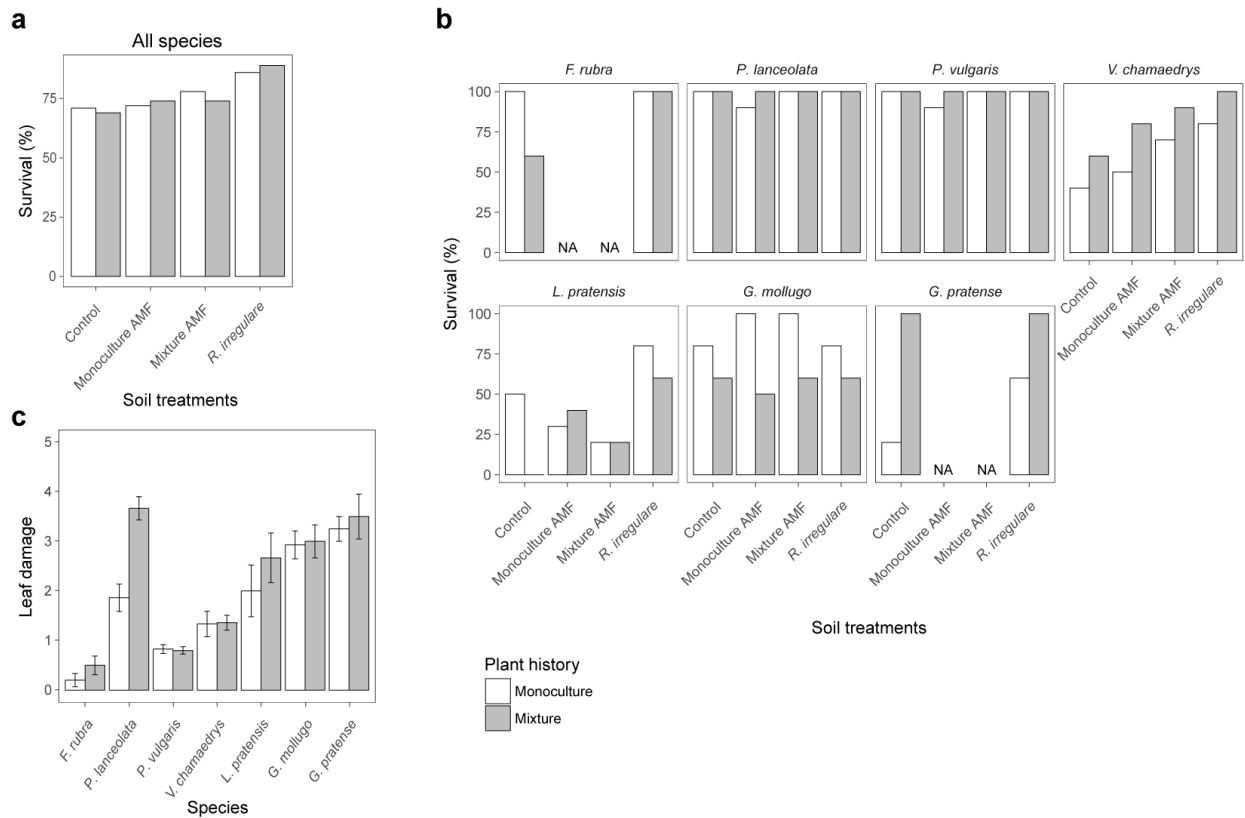 a
All species
Survival (%)
75
50
25
0
Control
Monoculture AMF
Mixture AMF
R. irregulare
Soil treatments
b
F. rubra
P. lanceolata
P. vulgaris
V. chamaedrys
Survival (%)
100
75
50
25
0
NA NA
Control
Monoculture AMF
Mixture AMF
R. irregulare
L. pratensis
G. mollugo
G. pratense
100
75
50
25
0
NA NA
Control
Monoculture AMF
Mixture AMF
R. irregulare
Control
Monoculture AMF
Mixture AMF
R. irregulare
Control
Monoculture AMF
Mixture AMF
R. irregulare
Soil treatments
Plant history
Monoculture
Mixture
c
Leaf damage
5
4
3
2
1
0
F. rubra
P. lanceolata
P. vulgaris
V. chamaedrys
L. pratensis
G. mollugo
G. pratense
Species